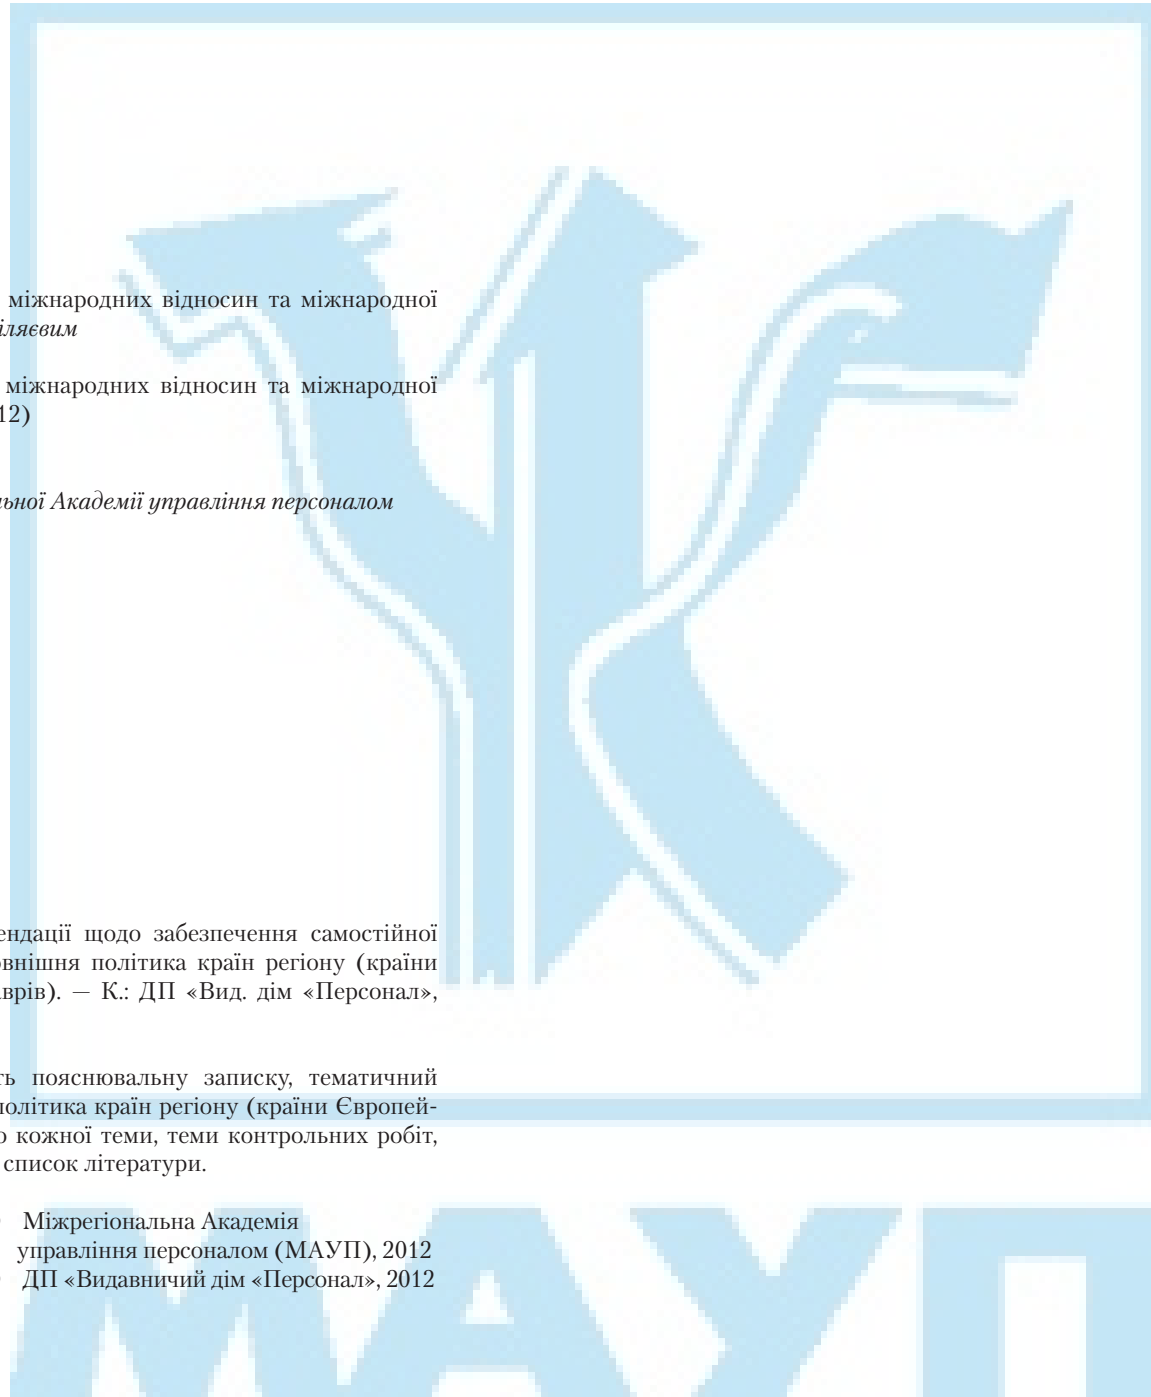 міжнародних відносин та міжнародної
іляєвим
міжнародних відносин та міжнародної
12)
ьної Академії управління персоналом
ендації щодо забезпечення самостійної
овнішня політика країн регіону (країни
аврів). — К.: ДП «Вид. дім «Персонал»,
ть пояснювальну записку, тематичний
політика країн регіону (країни Європей-
о кожної теми, теми контрольних робіт,
список літератури.
Міжрегіональна Академія
управління персоналом (МАУП), 2012
ДП «Видавничий дім «Персонал», 2012
МАУП